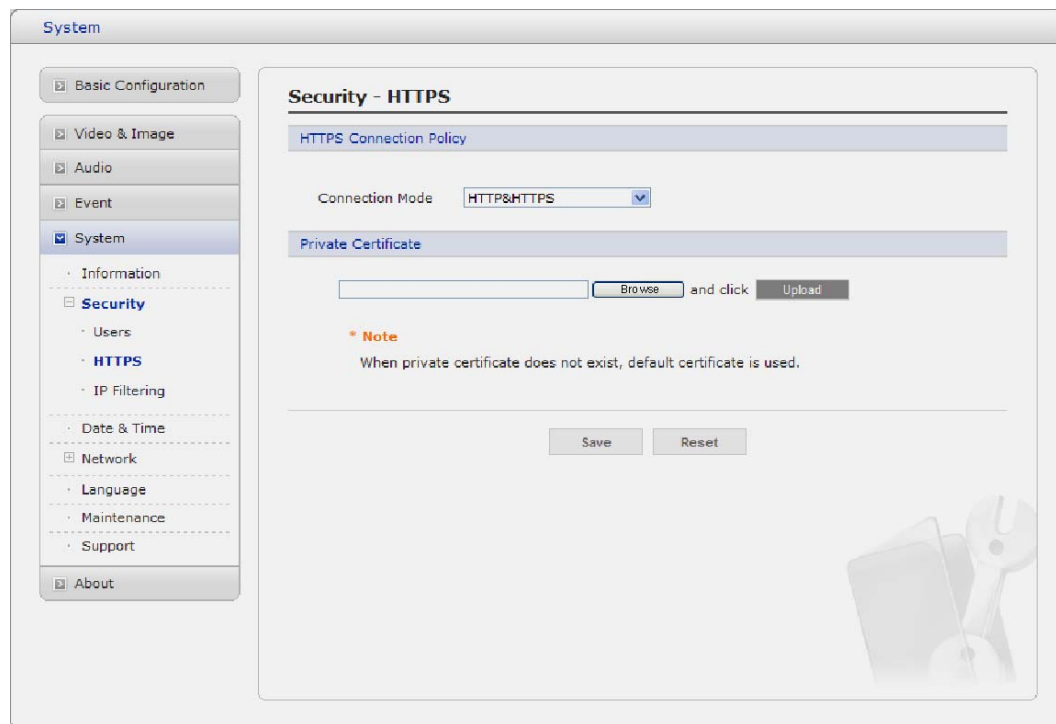 System
Basic Configuration
Video & Image
Audio
Event
System
Information
Security
Users
HTTPS
IP Filtering
Date & Time
Network
Language
Maintenance
Support
About
Security - HTTPS
HTTPS Connection Policy
Connection Mode HTTP&HTTPS
Private Certificate
Browse and click Upload
* Note
When private certificate does not exist, default certificate is used.
Save Reset